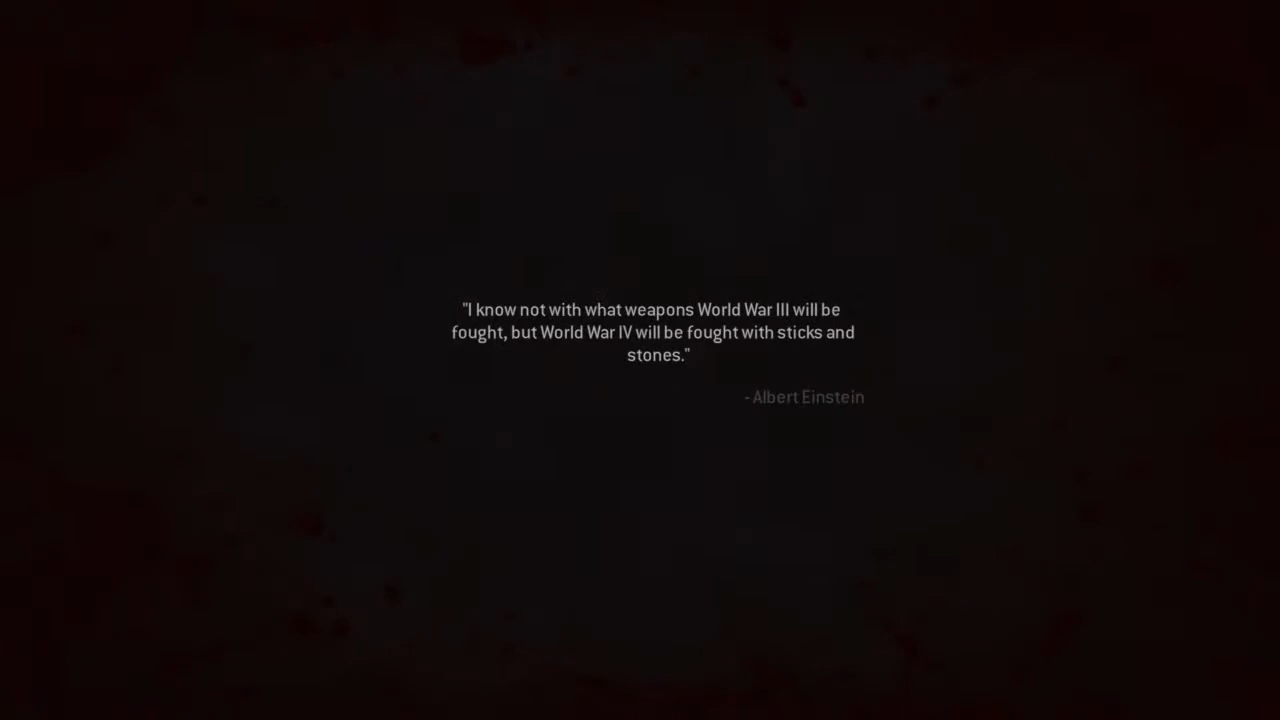 "I know not with what weapons World War III will be
fought, but World War IV will be fought with sticks and
stones."
- Albert Einstein